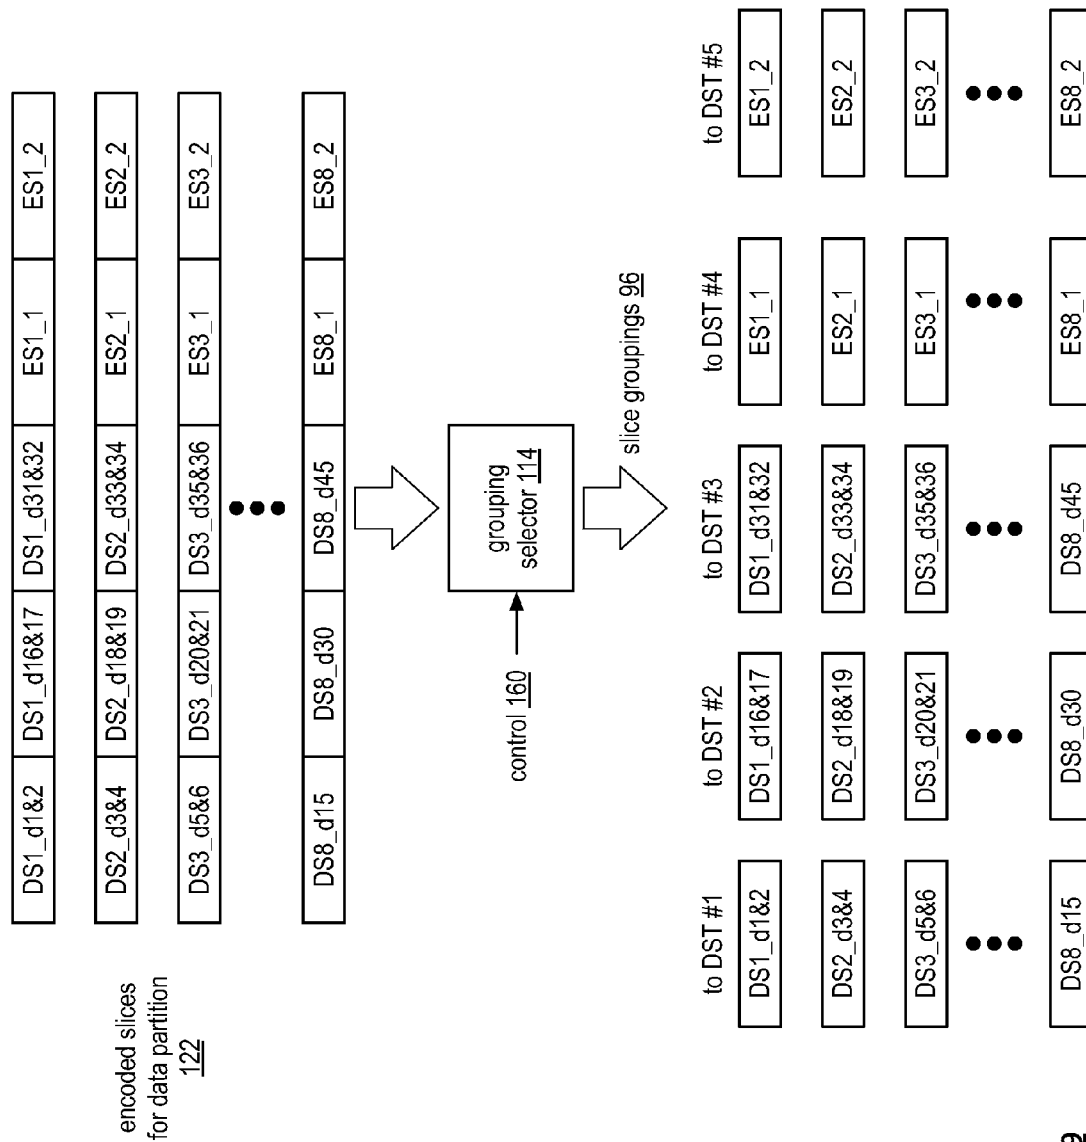 DS1_d1&2 DS1_d16&17 DS1_d31&32 ES1_1 ES1_2
DS2_d3&4 DS2_d18&19 DS2_d33&34 ES2_1 ES2_2
DS3_d5&6 DS3_d20&21 DS3_d35&36 ES3_1 ES3_2
DS8_d15 DS8_d30 DS8_d45 ES8_1 ES8_2
encoded slices
for data partition
122
grouping
selector 114
control 160
slice groupings 96
to DST #1 to DST #2 to DST #3 to DST #4 to DST #5
DS1_d1&2 DS1_d16&17 DS1_d31&32 ES1_1 ES1_2
DS2_d3&4 DS2_d18&19 DS2_d33&34 ES2_1 ES2_2
DS3_d5&6 DS3_d20&21 DS3_d35&36 ES3_1 ES3_2
DS8_d15 DS8_d30 DS8_d45 ES8_1 ES8_2